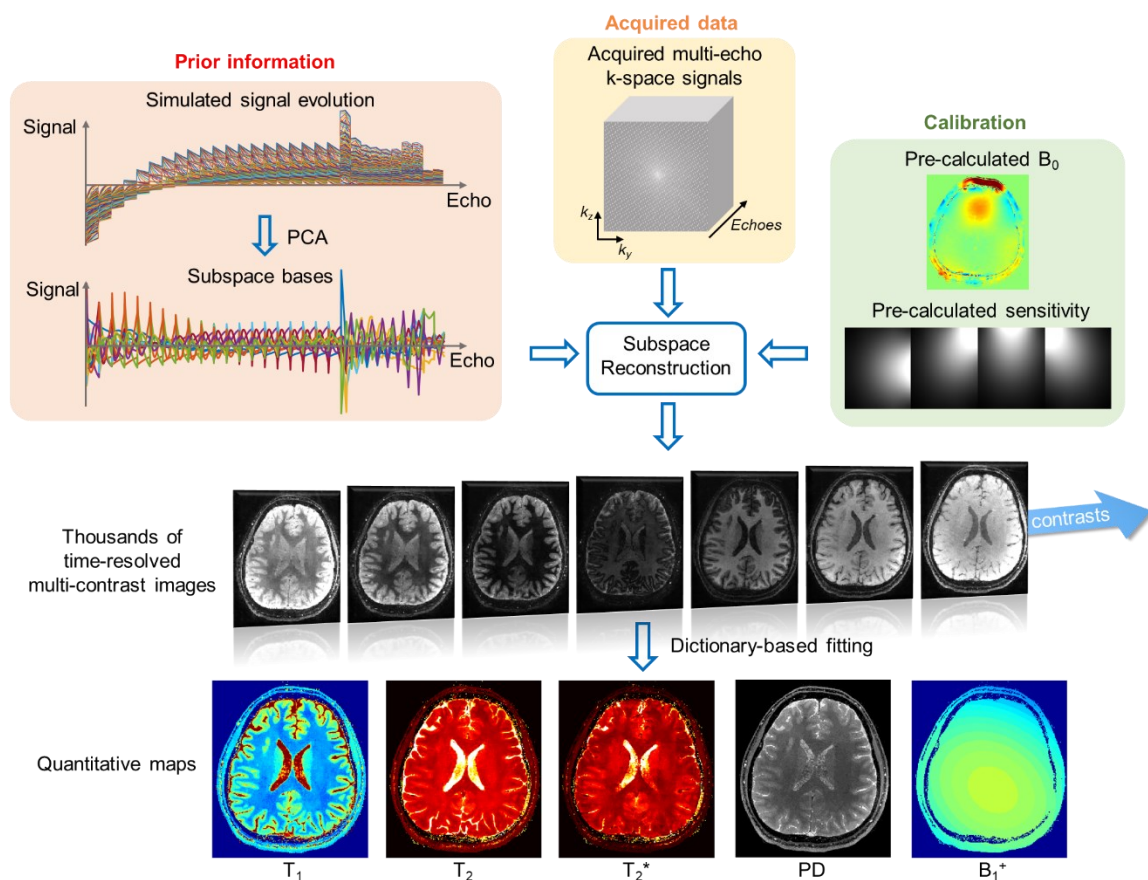 Prior information
Simulated signal evolution
Signal
Echo
PCA
Subspace bases
Signal
Echo
Acquired data
Acquired multi-echo
k-space signals
k_z
k_y
Echoes
Calibration
Pre-calculated B₀
Pre-calculated sensitivity
Subspace
Reconstruction
Thousands of
time-resolved
multi-contrast images
contrasts
Dictionary-based fitting
Quantitative maps
T₁
T₂
T₂*
PD
B₁⁺